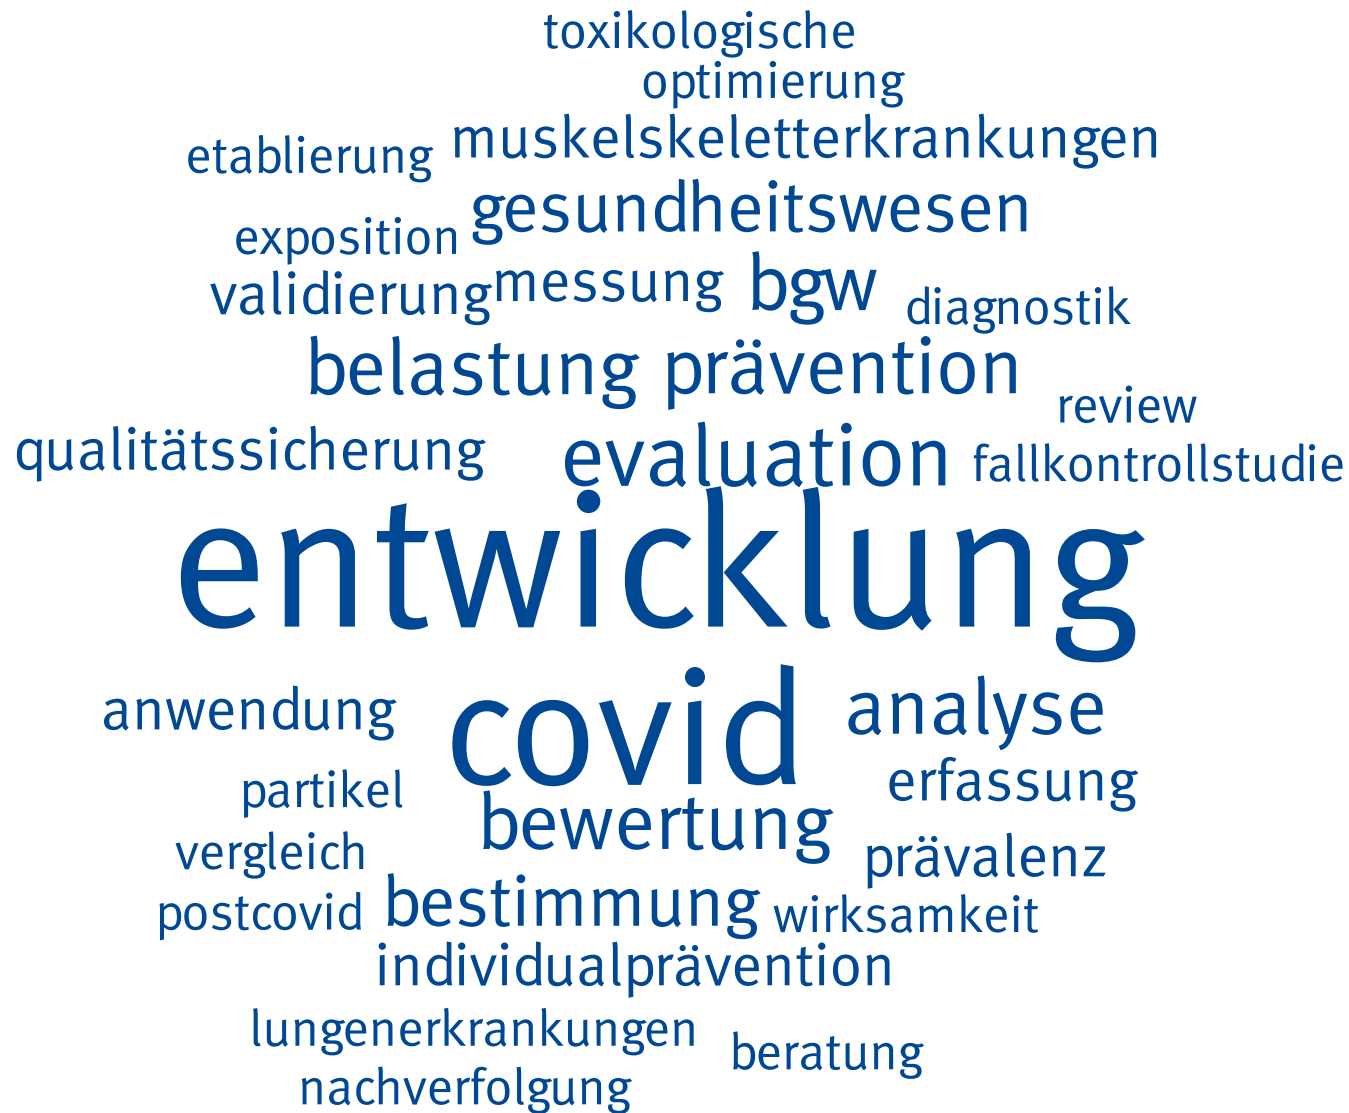 toxikologische
optimierung
etablierung muskelskeletterkrankungen
exposition gesundheitswesen
validierung messung bgw diagnostik
belastung prävention
review
qualitätssicherung evaluation fallkontrollstudie
entwicklung
anwendung covid analyse
partikel erfassung
vergleich bewertung prävalenz
postcovid bestimmung wirksamkeit
individualprävention
lungenerkrankungen beratung
nachverfolgung